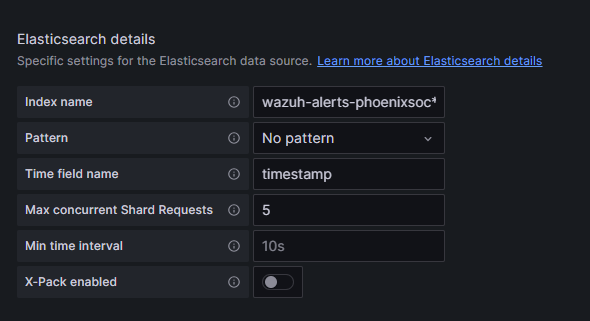 Elasticsearch details
Specific settings for the Elasticsearch data source. Learn more about Elasticsearch details
Index name wazuh-alerts-phoenixsoc*
Pattern No pattern
Time field name timestamp
Max concurrent Shard Requests 5
Min time interval 10s
X-Pack enabled